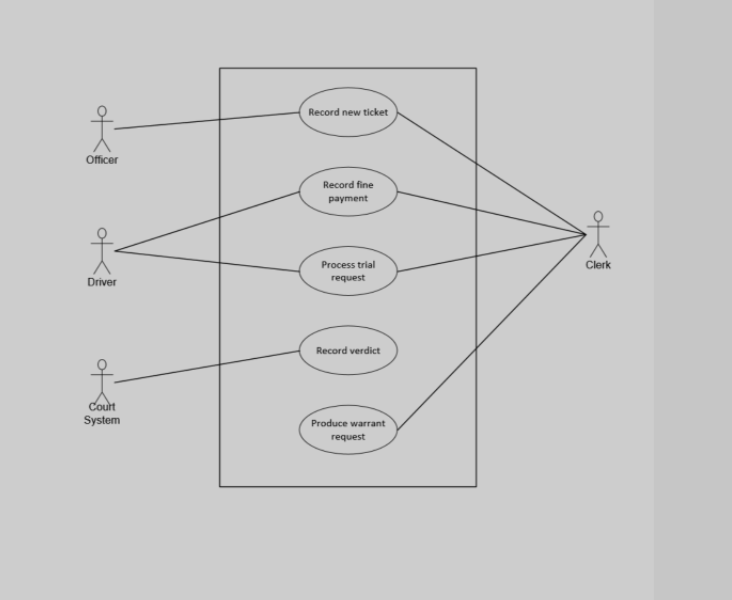 Record new ticket
Officer
Record fine
payment
Driver
Process trial
request
Clerk
Record verdict
Court
System
Produce warrant
request